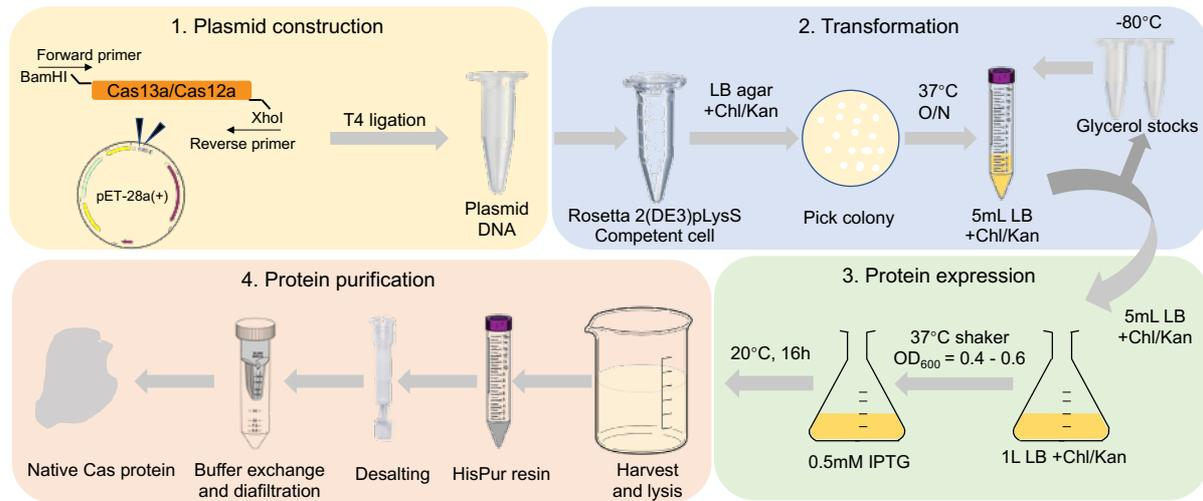 1. Plasmid construction
Forward primer
BamHI
Cas13a/Cas12a
XhoI
Reverse primer
pET-28a(+)
T4 ligation
Plasmid
DNA
2. Transformation
-80°C
LB agar
+Chl/Kan
37°C
O/N
Glycerol stocks
Rosetta 2(DE3)pLysS
Competent cell
Pick colony
5mL LB
+Chl/Kan
3. Protein expression
5mL LB
+Chl/Kan
37°C shaker
OD600 = 0.4 - 0.6
20°C, 16h
0.5mM IPTG
1L LB +Chl/Kan
4. Protein purification
Native Cas protein
Buffer exchange
and diafiltration
Desalting
HisPur resin
Harvest
and lysis